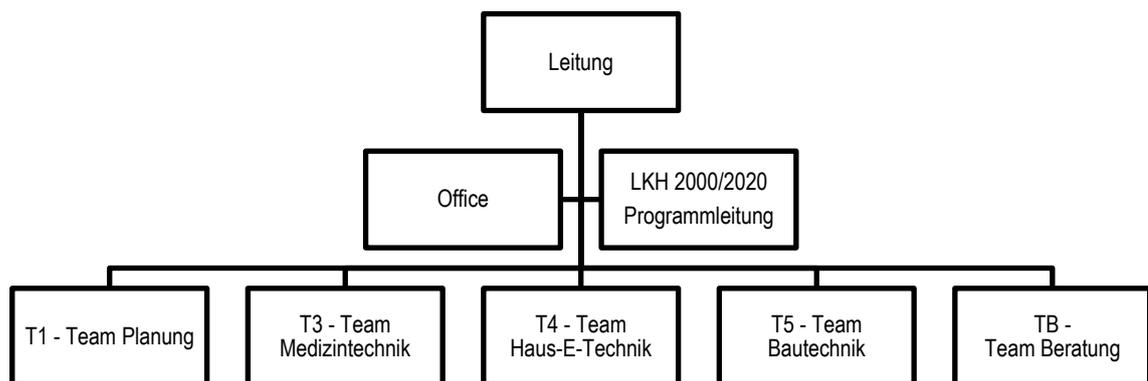 Leitung
Office
LKH 2000/2020
Programmleitung
T1 - Team Planung
T3 - Team
Medizintechnik
T4 - Team
Haus-E-Technik
T5 - Team
Bautechnik
TB -
Team Beratung